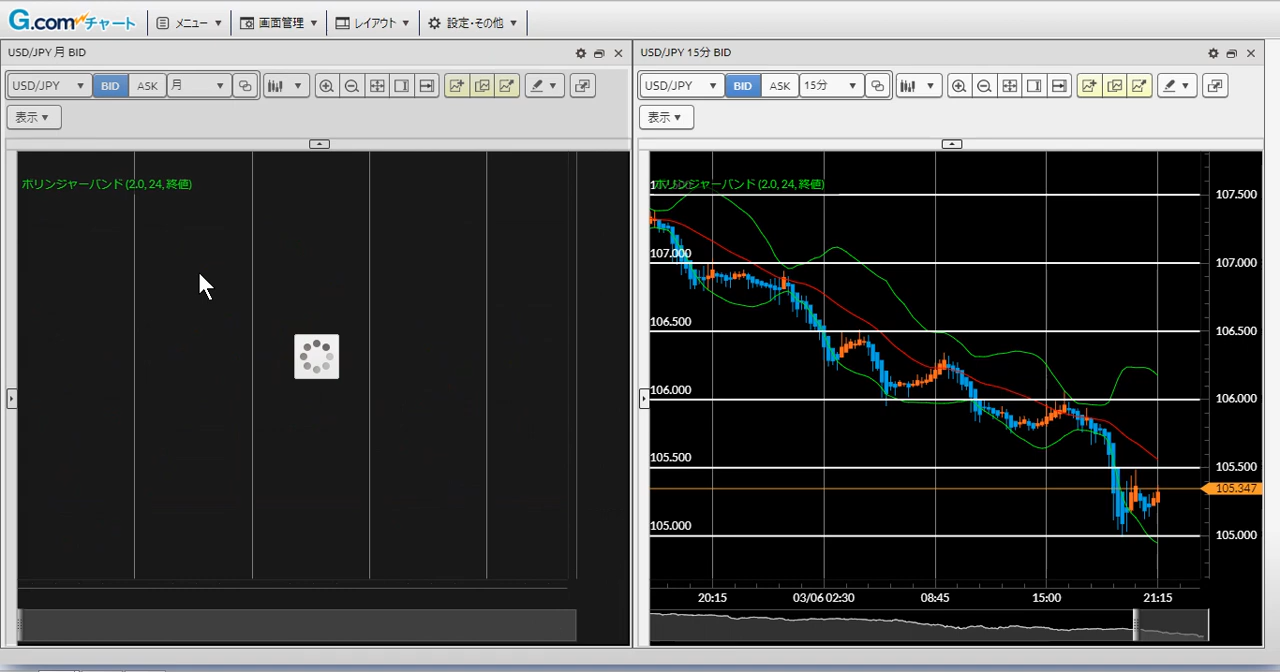 G.comチャート
メニュー
画面管理
レイアウト
設定・その他
USD/JPY 月 BID
USD/JPY
BID
ASK
月
表示
ボリンジャーバンド (2.0, 24, 終値)
USD/JPY 15分 BID
USD/JPY
BID
ASK
15分
表示
ボリンジャーバンド (2.0, 24, 終値)
107.000
106.500
106.000
105.500
105.000
107.500
107.000
106.500
106.000
105.500
105.347
105.000
20:15
03/06 02:30
08:45
15:00
21:15